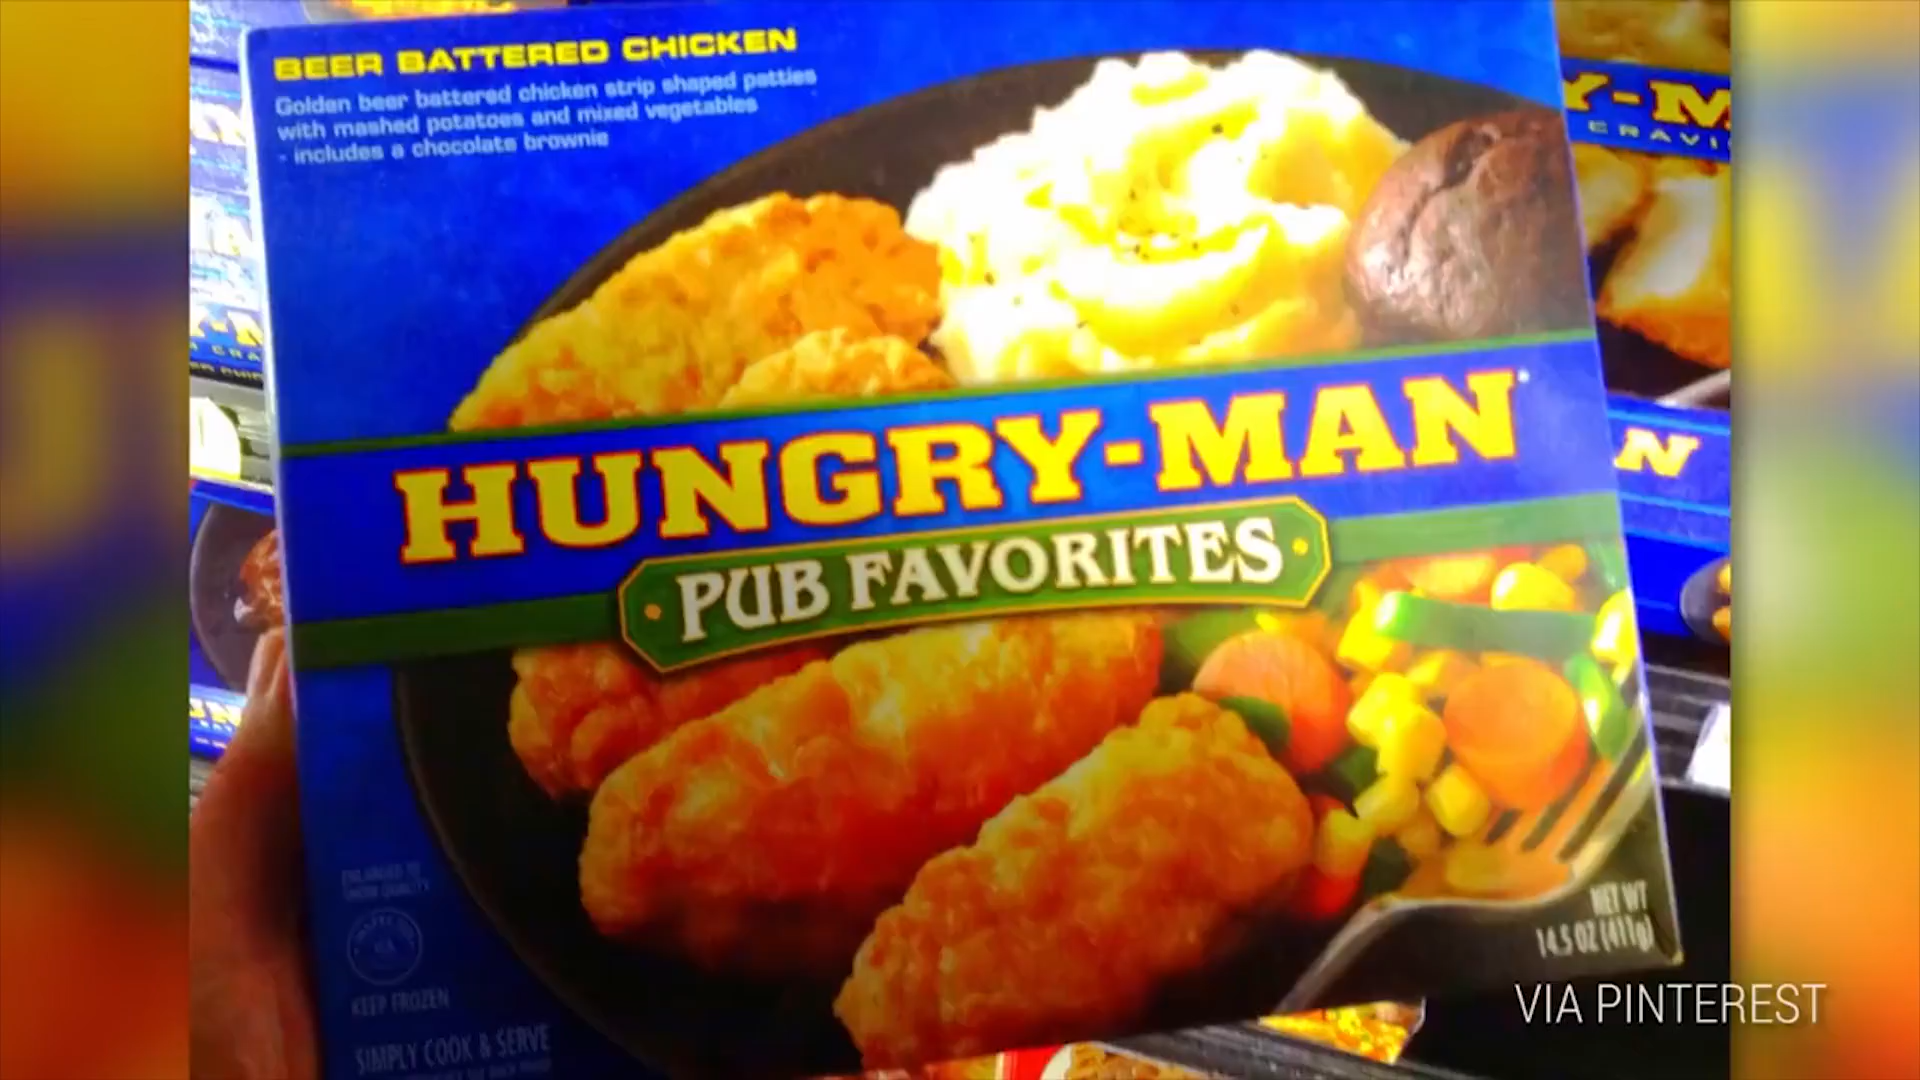 BEER BATTERED CHICKEN
Golden beer battered chicken strip shaped patties
with mashed potatoes and mixed vegetables
- includes a chocolate brownie
Y-M
CRAVI
HUNGRY-MAN
PUB FAVORITES
N
KEEP FROZEN
SIMPLY COOK & SERVE
NET WT
14.5 OZ (411g)
VIA PINTEREST